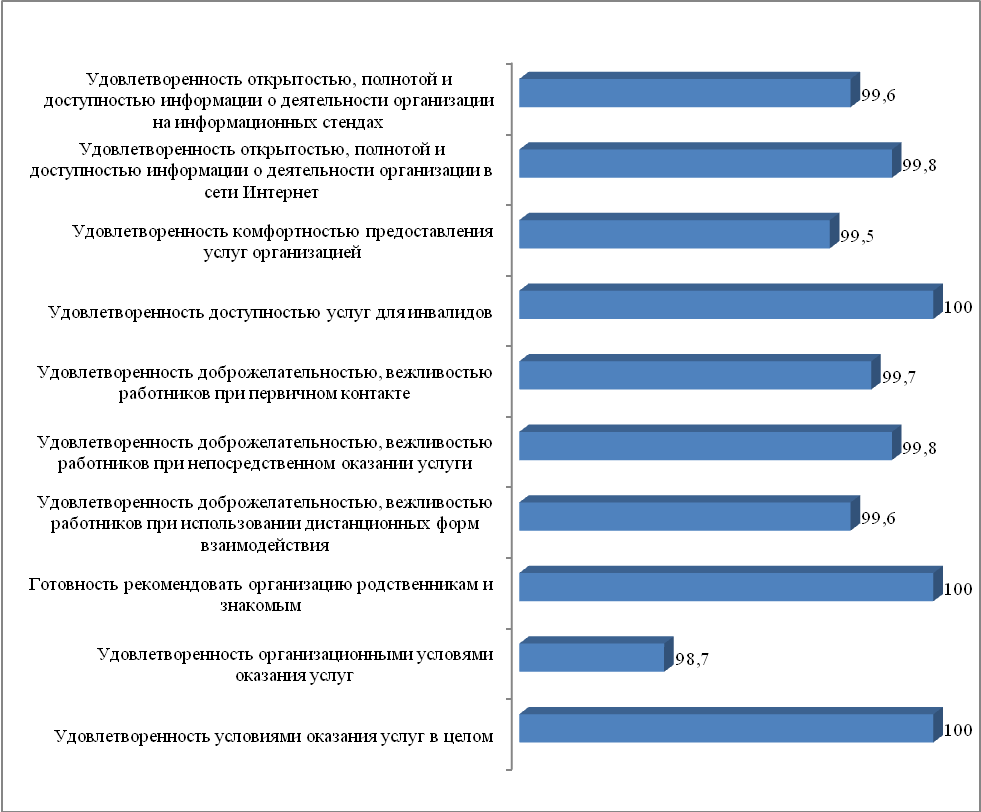 Удовлетворенность открытостью, полнотой и
доступностью информации о деятельности организации
на информационных стендах
99,6
Удовлетворенность открытостью, полнотой и
доступностью информации о деятельности организации в
сети Интернет
99,8
Удовлетворенность комфортностью предоставления
услуг организацией
99,5
Удовлетворенность доступностью услуг для инвалидов
100
Удовлетворенность доброжелательностью, вежливостью
работников при первичном контакте
99,7
Удовлетворенность доброжелательностью, вежливостью
работников при непосредственном оказании услуги
99,8
Удовлетворенность доброжелательностью, вежливостью
работников при использовании дистанционных форм
взаимодействия
99,6
Готовность рекомендовать организацию родственникам и
знакомым
100
Удовлетворенность организационными условями
оказания услуг
98,7
Удовлетворенность условиями оказания услуг в целом
100